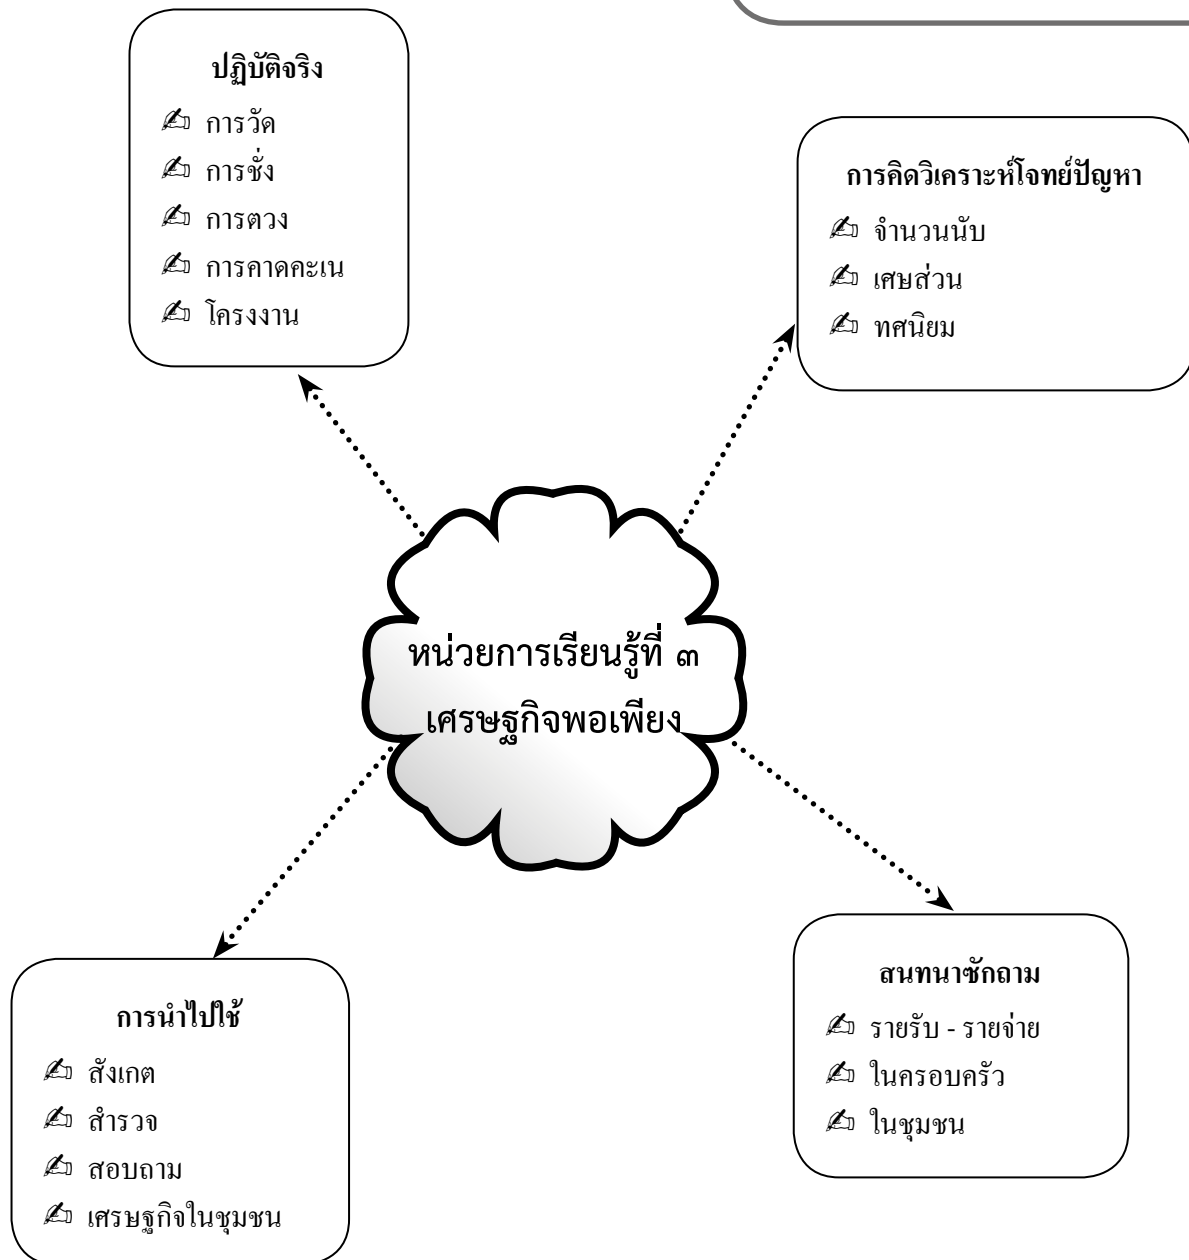 ปฏิบัติจริง
การวัด
การชั่ง
การตวง
การคาดคะเน
โครงงาน
การคิดวิเคราะห์โจทย์ปัญหา
จำนวนนับ
เศษส่วน
ทศนิยม
หน่วยการเรียนรู้ที่ ๓
เศรษฐกิจพอเพียง
การนำไปใช้
สังเกต
สำรวจ
สอบถาม
เศรษฐกิจในชุมชน
สนทนาซักถาม
รายรับ - รายจ่าย
ในครอบครัว
ในชุมชน